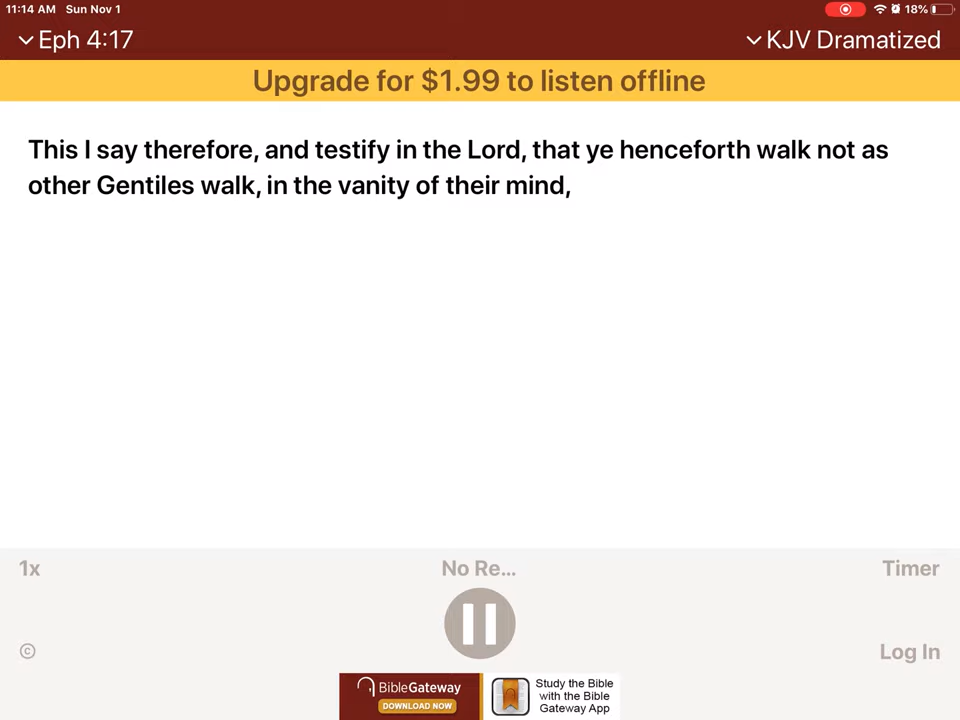 11:14 AM Sun Nov 1 18%
Eph 4:17 KJV Dramatized
Upgrade for $1.99 to listen offline
This I say therefore, and testify in the Lord, that ye henceforth walk not as
other Gentiles walk, in the vanity of their mind,
1x No Re... Timer
© Log In
BibleGateway
DOWNLOAD NOW
Study the Bible
with the Bible
Gateway App